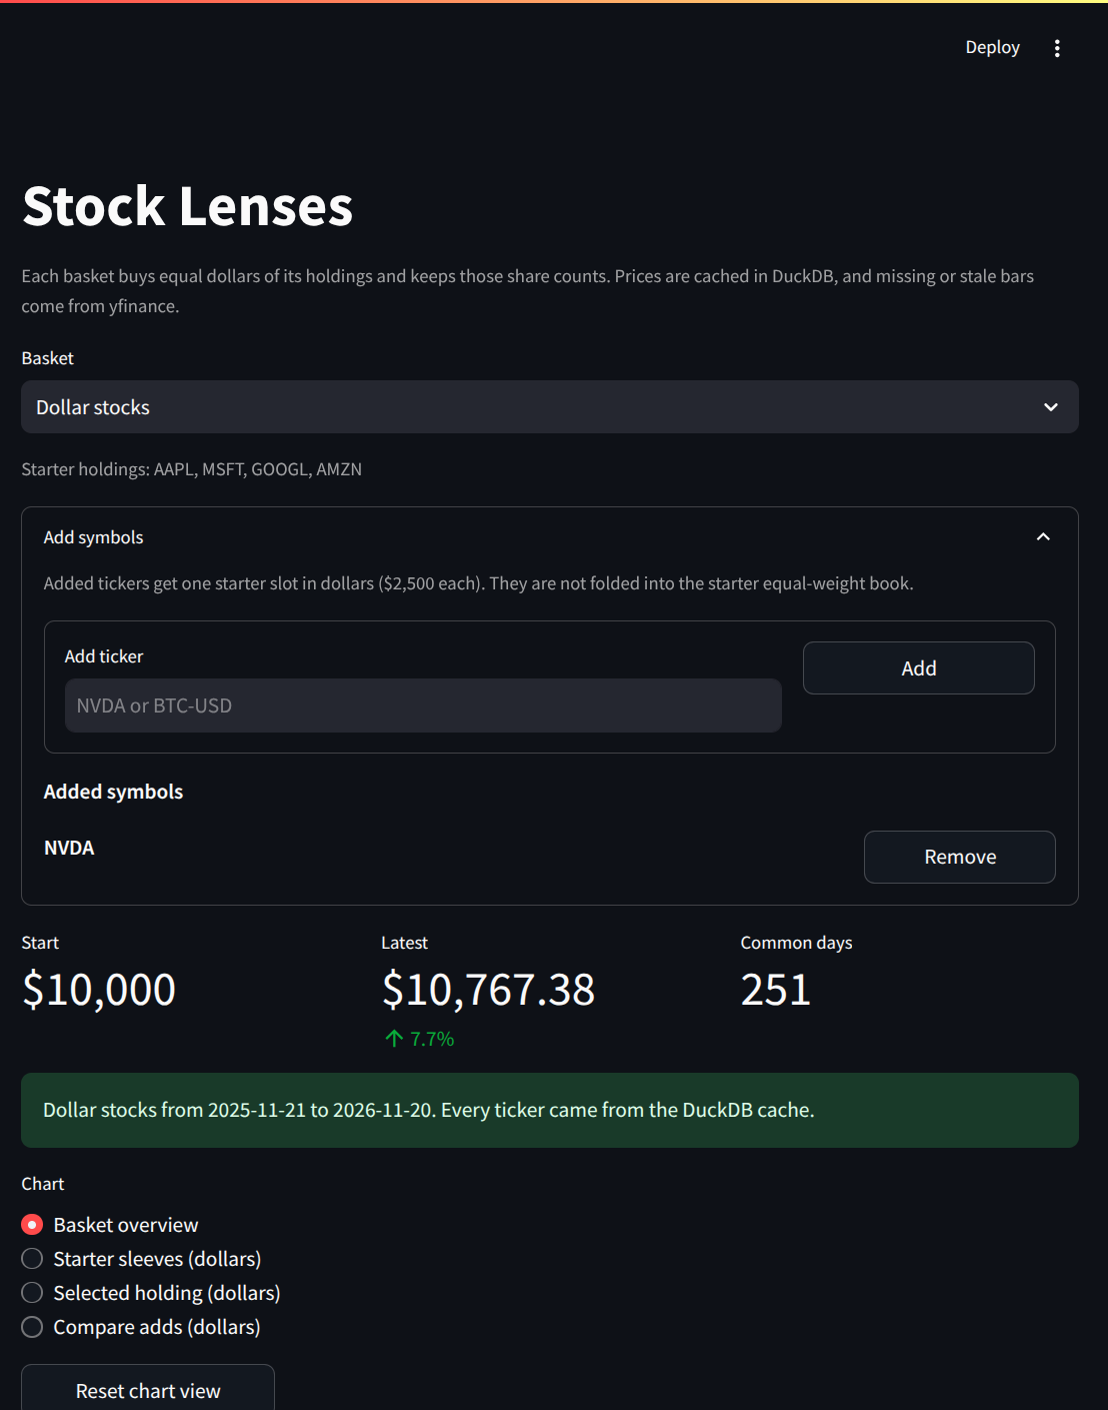 Deploy
Stock Lenses
Each basket buys equal dollars of its holdings and keeps those share counts. Prices are cached in DuckDB, and missing or stale bars
come from yfinance.
Basket
Dollar stocks
Starter holdings: AAPL, MSFT, GOOGL, AMZN
Add symbols
Added tickers get one starter slot in dollars ($2,500 each). They are not folded into the starter equal-weight book.
Add ticker
Add
NVDA or BTC-USD
Added symbols
NVDA
Remove
Start
Latest
Common days
$10,000
$10,767.38
251
7.7%
Dollar stocks from 2025-11-21 to 2026-11-20. Every ticker came from the DuckDB cache.
Chart
Basket overview
Starter sleeves (dollars)
Selected holding (dollars)
Compare adds (dollars)
Reset chart view